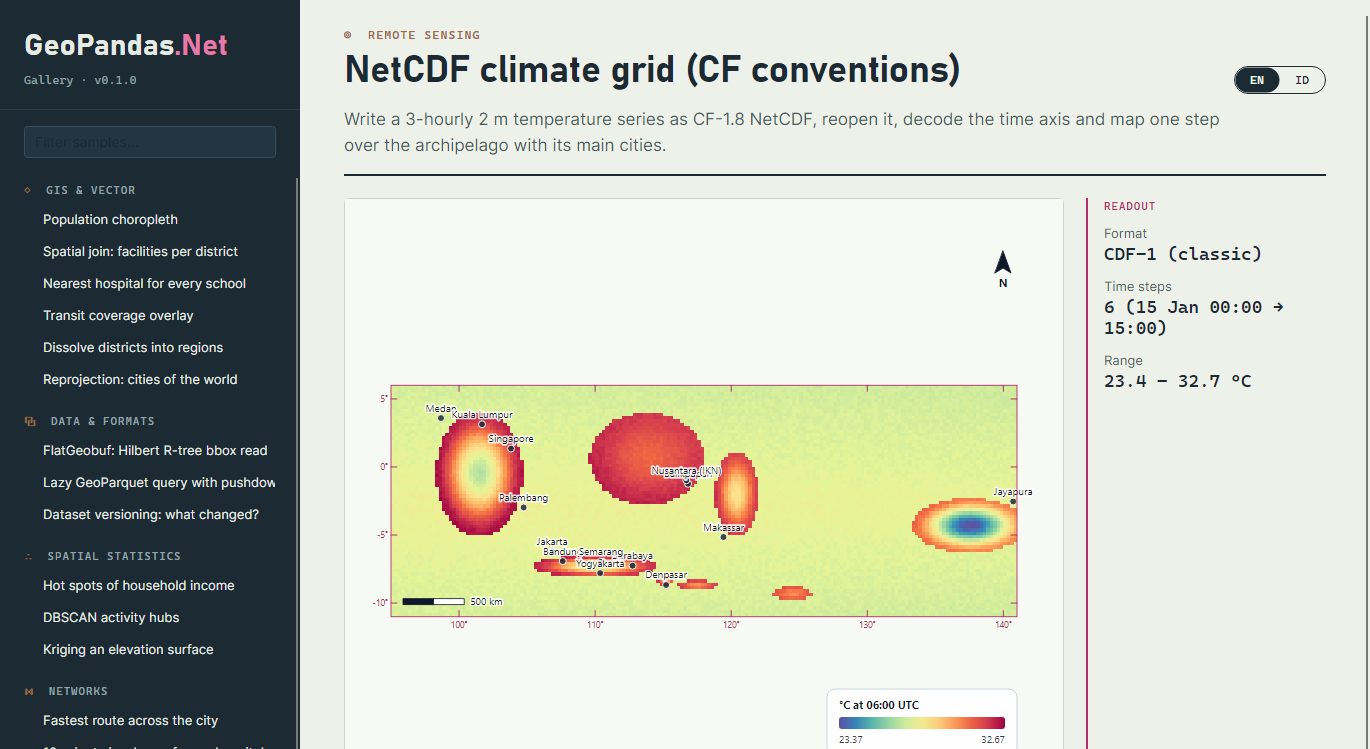 GeoPandas.Net
Gallery · v0.1.0
Filter samples...
GIS & VECTOR
Population choropleth
Spatial join: facilities per district
Nearest hospital for every school
Transit coverage overlay
Dissolve districts into regions
Reprojection: cities of the world
DATA & FORMATS
FlatGeobuf: Hilbert R-tree bbox read
Lazy GeoParquet query with pushdow
Dataset versioning: what changed?
SPATIAL STATISTICS
Hot spots of household income
DBSCAN activity hubs
Kriging an elevation surface
NETWORKS
Fastest route across the city
REMOTE SENSING
NetCDF climate grid (CF conventions)
EN ID
Write a 3-hourly 2 m temperature series as CF-1.8 NetCDF, reopen it, decode the time axis and map one step
over the archipelago with its main cities.
N
5°
0°
-5°
-10°
Medan
Kuala Lumpur
Singapore
Palembang
Nusantara (IKN)
Makassar
Jayapura
Jakarta
Semarang
Yogyakarta
Denpasar
500 km
100° 110° 120° 130° 140°
°C at 06:00 UTC
23.37 32.67
READOUT
Format
CDF-1 (classic)
Time steps
6 (15 Jan 00:00 →
15:00)
Range
23.4 – 32.7 °C